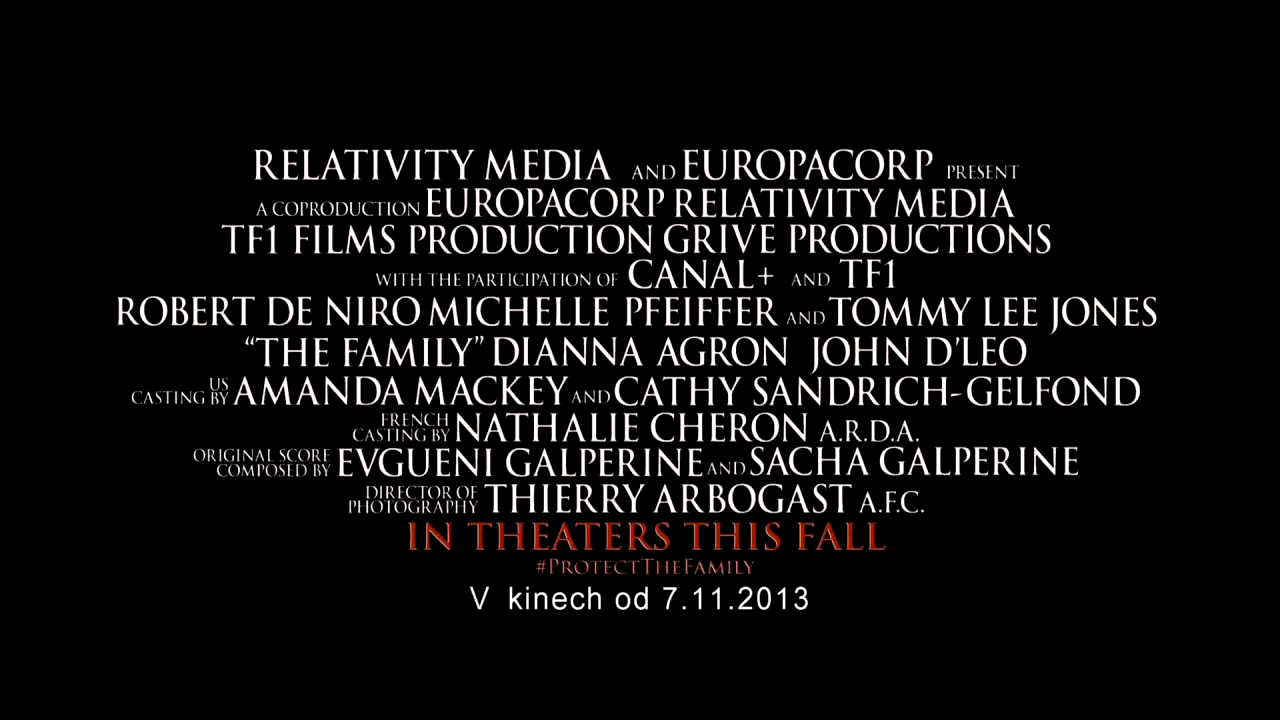 RELATIVITY MEDIA AND EUROPACORP PRESENT
A COPRODUCTION EUROPACORP RELATIVITY MEDIA
TF1 FILMS PRODUCTION GRIVE PRODUCTIONS
WITH THE PARTICIPATION OF CANAL+ AND TF1
ROBERT DE NIRO MICHELLE PFEIFFER AND TOMMY LEE JONES
“THE FAMILY” DIANNA AGRON JOHN D'LEO
US CASTING BY AMANDA MACKEY AND CATHY SANDRICH-GELFOND
FRENCH CASTING BY NATHALIE CHERON A.R.D.A.
ORIGINAL SCORE COMPOSED BY EVGUENI GALPERINE AND SACHA GALPERINE
DIRECTOR OF PHOTOGRAPHY THIERRY ARBOGAST A.F.C.
IN THEATERS THIS FALL
#PROTECTTHEFAMILY
V kinech od 7.11.2013